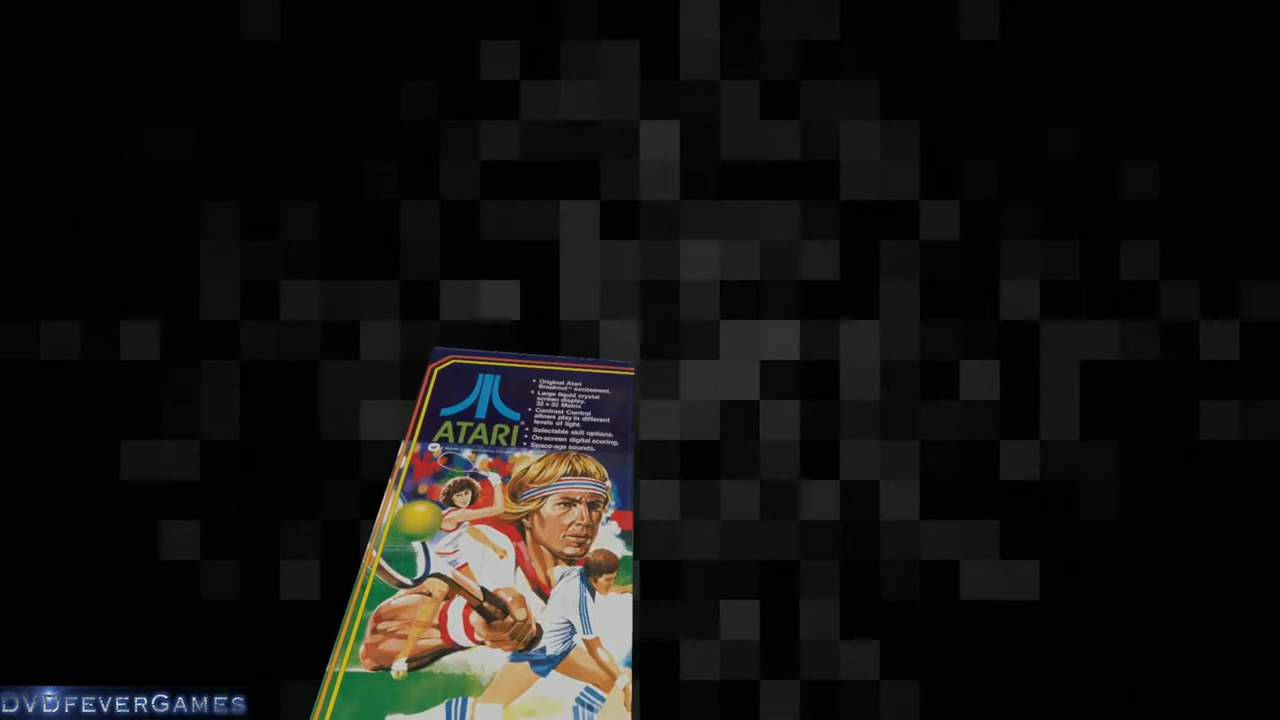 • Original Atari
Breakout™ excitement.
• Large liquid crystal
screen display.
32 × 32 Matrix
• Contrast Control
allows play in different
levels of light.
• Selectable skill options.
• On-screen digital scoring.
• Space-age sounds.
ATARI®
DVDfeverGames